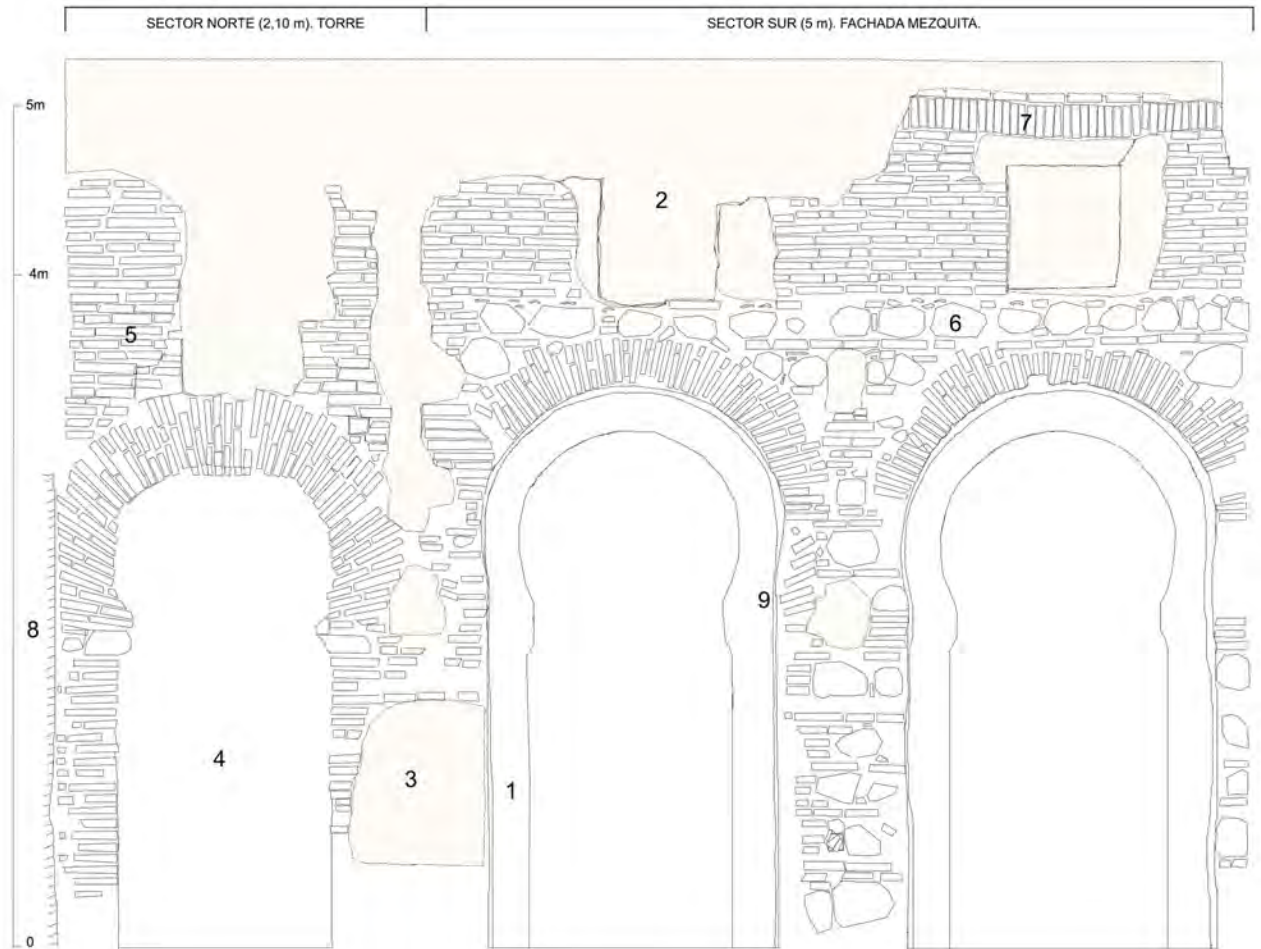 SECTOR NORTE (2,10 m). TORRE
SECTOR SUR (5 m). FACHADA MEZQUITA.
5m
7
2
4m
6
5
9
8
4
3
1
0